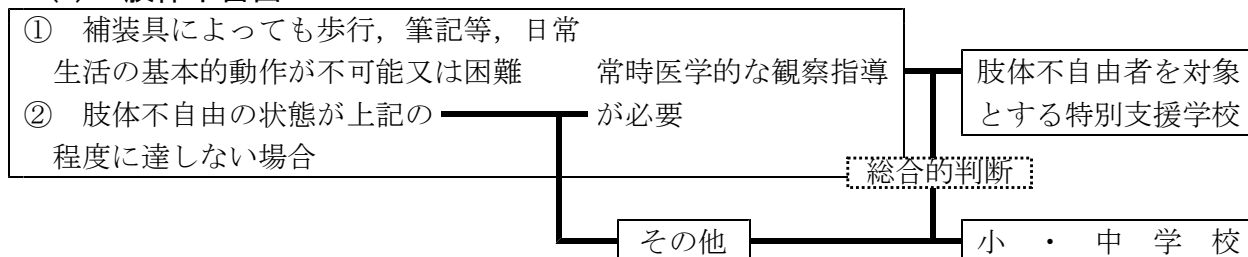 ① 補装具によっても歩行，筆記等，日常
生活の基本的動作が不可能又は困難
② 肢体不自由の状態が上記の
程度に達しない場合
常時医学的な観察指導
が必要
肢体不自由者を対象
とする特別支援学校
総合的判断
その他
小・中学校